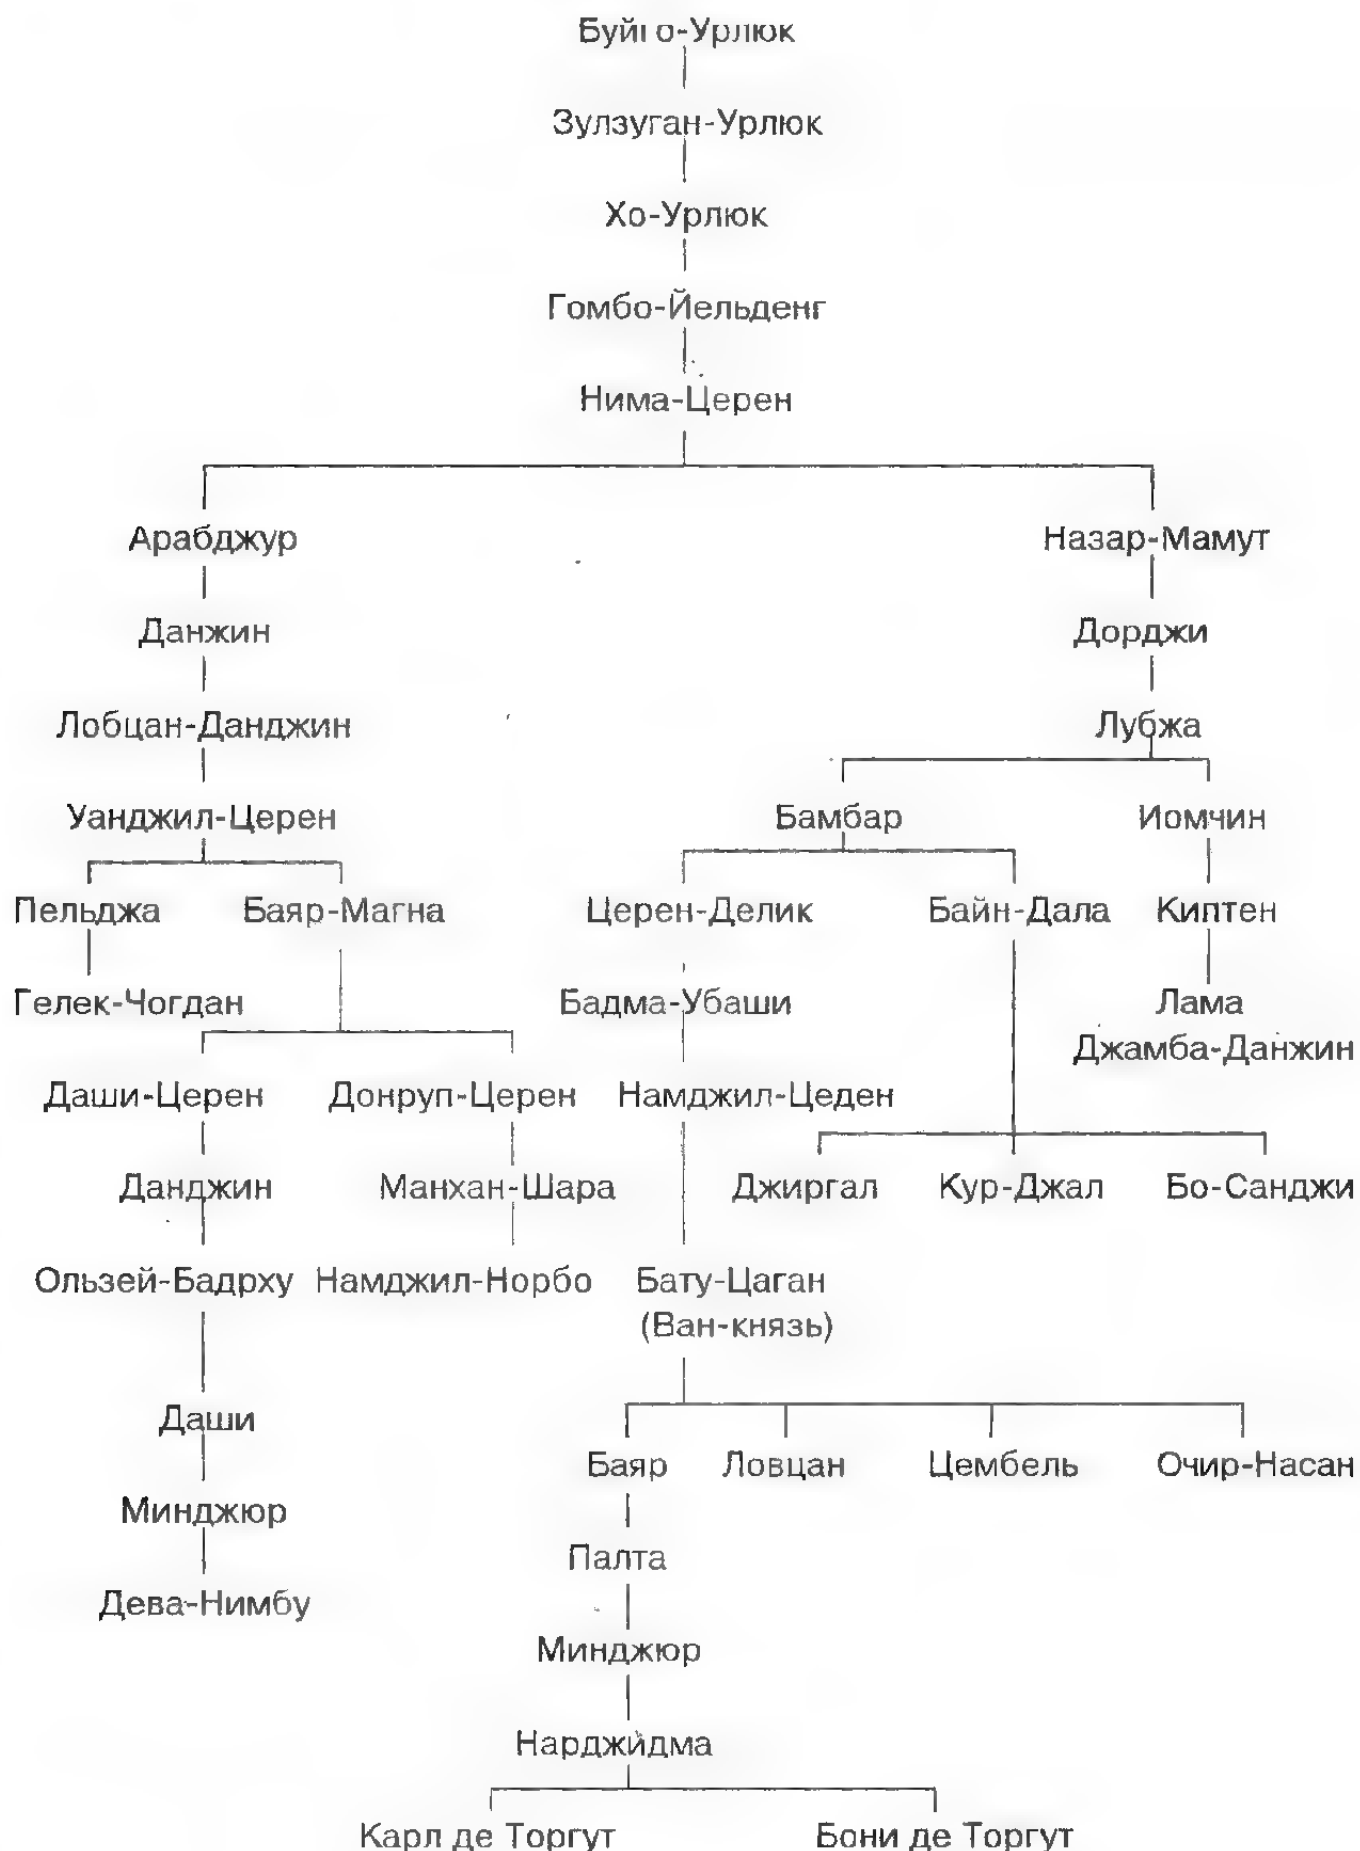 Буйго-Урлюк
Зулзуган-Урлюк
Хо-Урлюк
Гомбо-Йельденг
Нима-Церен
Арабджур Назар-Мамут
Данжин Дорджи
Лобцан-Данджин Лубжа
Уанджил-Церен Бамбар Иомчин
Пельджа Баяр-Магна Церен-Делик Байн-Дала Киптен
Гелек-Чогдан Бадма-Убаши Лама
Джамба-Данжин
Даши-Церен Донруп-Церен Намджил-Цеден
Данджин Манхан-Шара Джиргал Кур-Джал Бо-Санджи
Ользей-Бадрху Намджил-Норбо Бату-Цаган
(Ван-князь)
Даши
Баяр Ловцан Цембель Очир-Насан
Минджюр
Палта
Дева-Нимбу
Минджюр
Нарджидма
Карл де Торгут Бони де Торгут